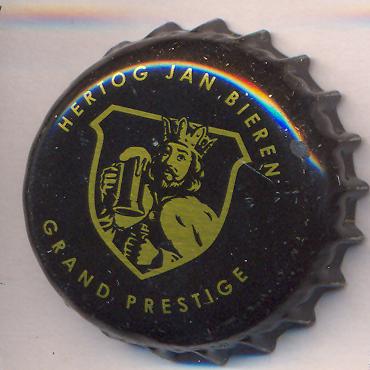 HERTOG JAN BIEREN
GRAND PRESTIGE